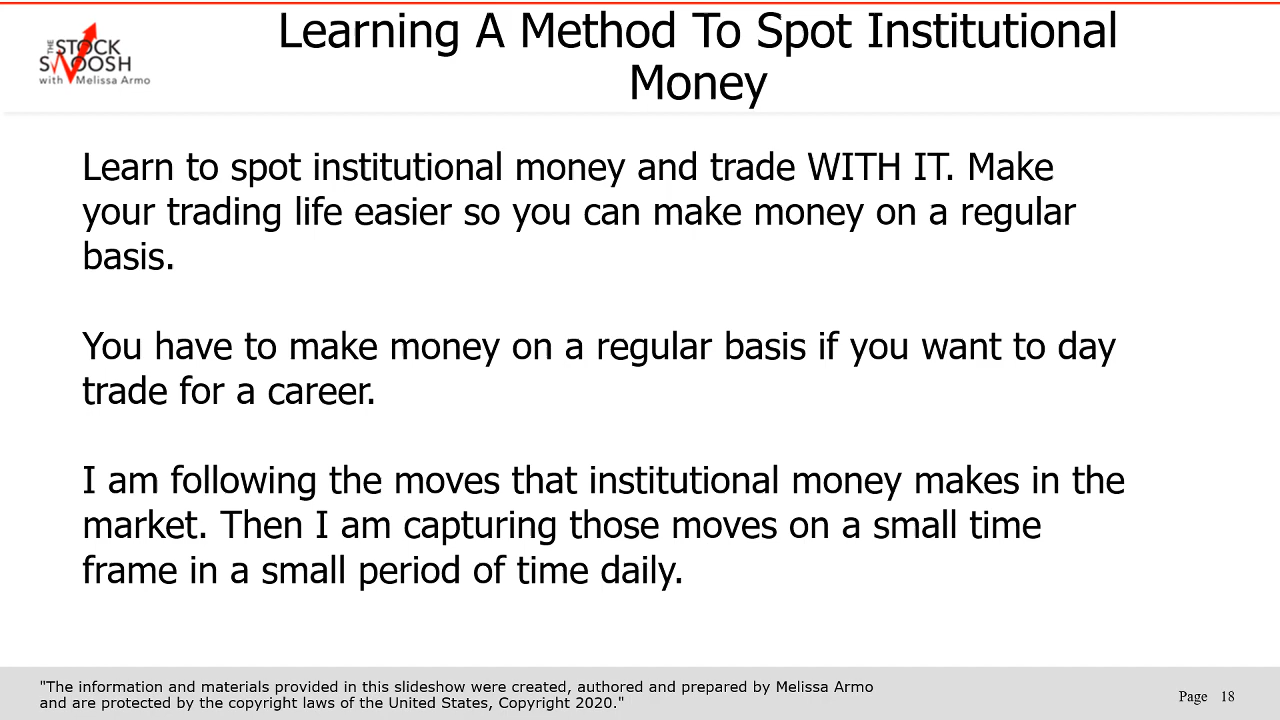 Learning A Method To Spot Institutional
Money
THE
STOCK
SWOOSH
with Melissa Armo
Learn to spot institutional money and trade WITH IT. Make
your trading life easier so you can make money on a regular
basis.
You have to make money on a regular basis if you want to day
trade for a career.
I am following the moves that institutional money makes in the
market. Then I am capturing those moves on a small time
frame in a small period of time daily.
"The information and materials provided in this slideshow were created, authored and prepared by Melissa Armo
and are protected by the copyright laws of the United States, Copyright 2020."
Page 18